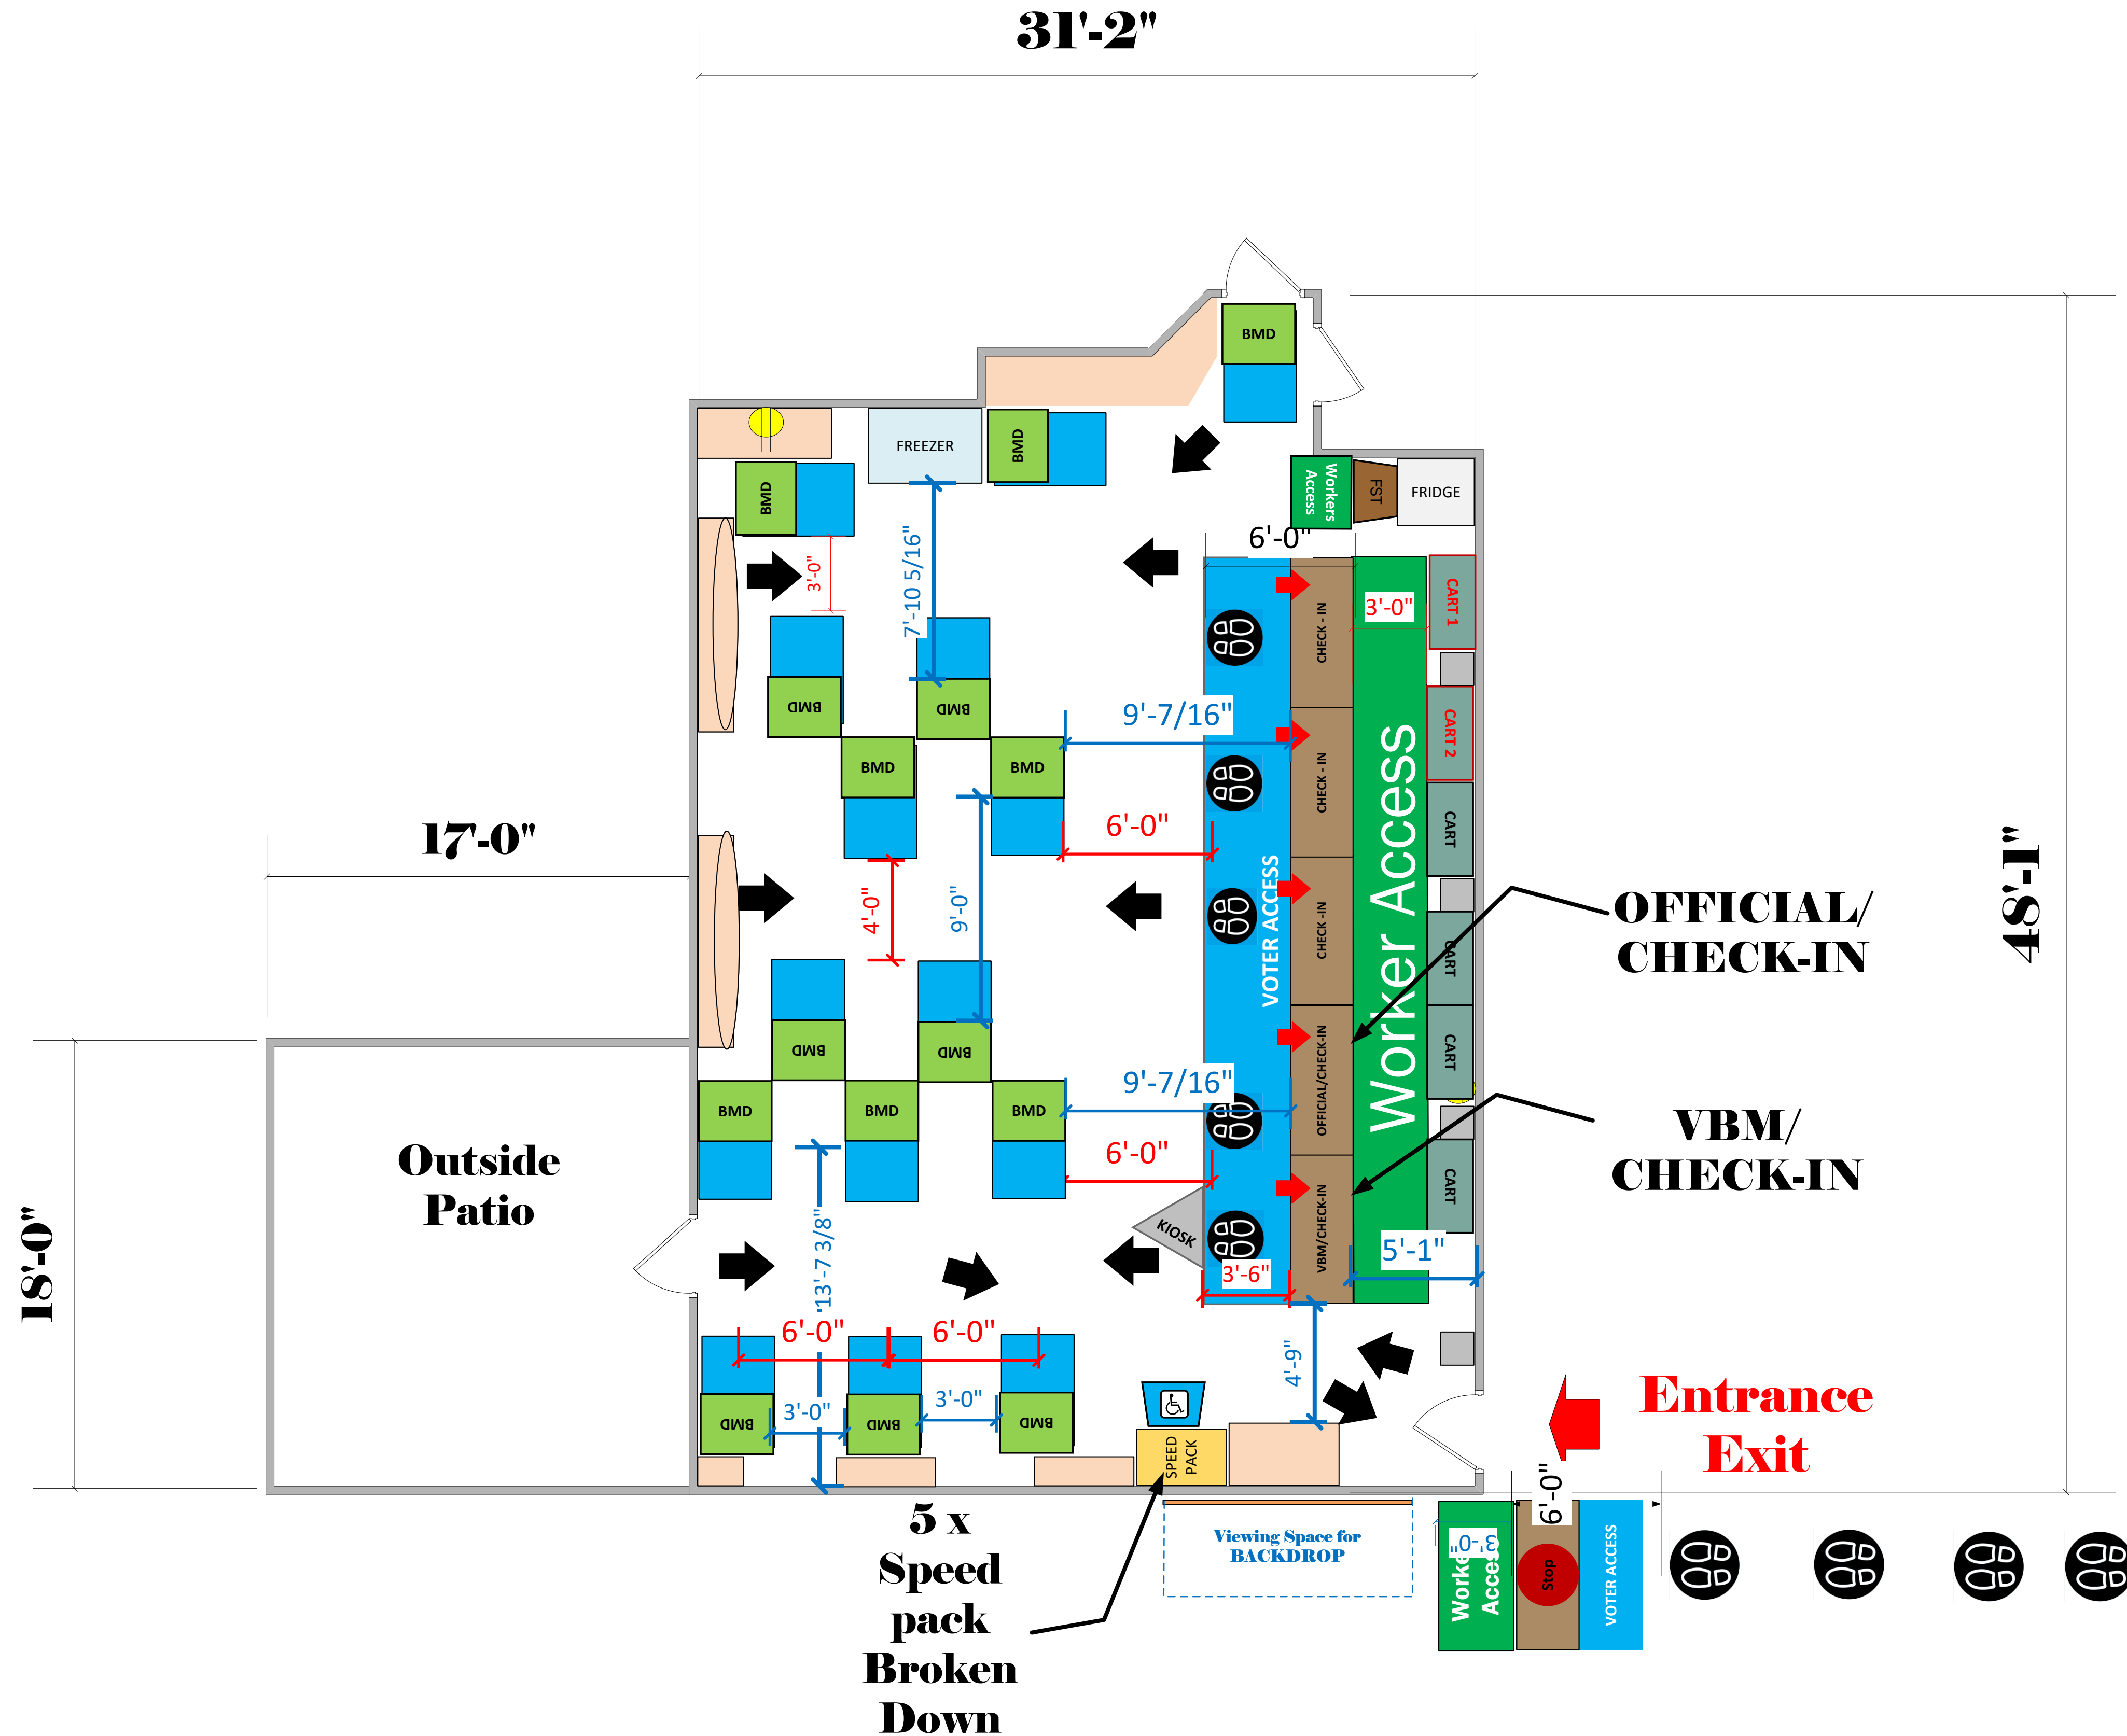 31'-2"
BMD
BMD
FREEZER
BMD
Workers
Access
FST
FRIDGE
6'-0"
7'-10 5/16"
3'-0"
CHECK - IN
3'-0"
CART 1
BMD
BMD
9'-7/16"
CHECK - IN
CART 2
BMD
BMD
6'-0"
17'-0"
4'-0"
9'-0"
VOTER ACCESS
CHECK -IN
Worker Access
CART
CART
OFFICIAL/
CHECK-IN
48'-1"
BMD
BMD
9'-7/16"
OFFICIAL/CHECK-IN
CART
BMD
BMD
BMD
6'-0"
VBM/
CHECK-IN
Outside
Patio
18'-0"
13'-7 3/8"
KIOSK
VBM/CHECK-IN
CART
3'-6"
5'-1"
6'-0"
6'-0"
4'-9"
3'-0"
3'-0"
BMD
BMD
BMD
SPEED
PACK
Entrance
Exit
6'-0"
5 x
Speed
pack
Broken
Down
Viewing Space for
BACKDROP
3'-0"
Worke
Access
Stop
VOTER ACCESS